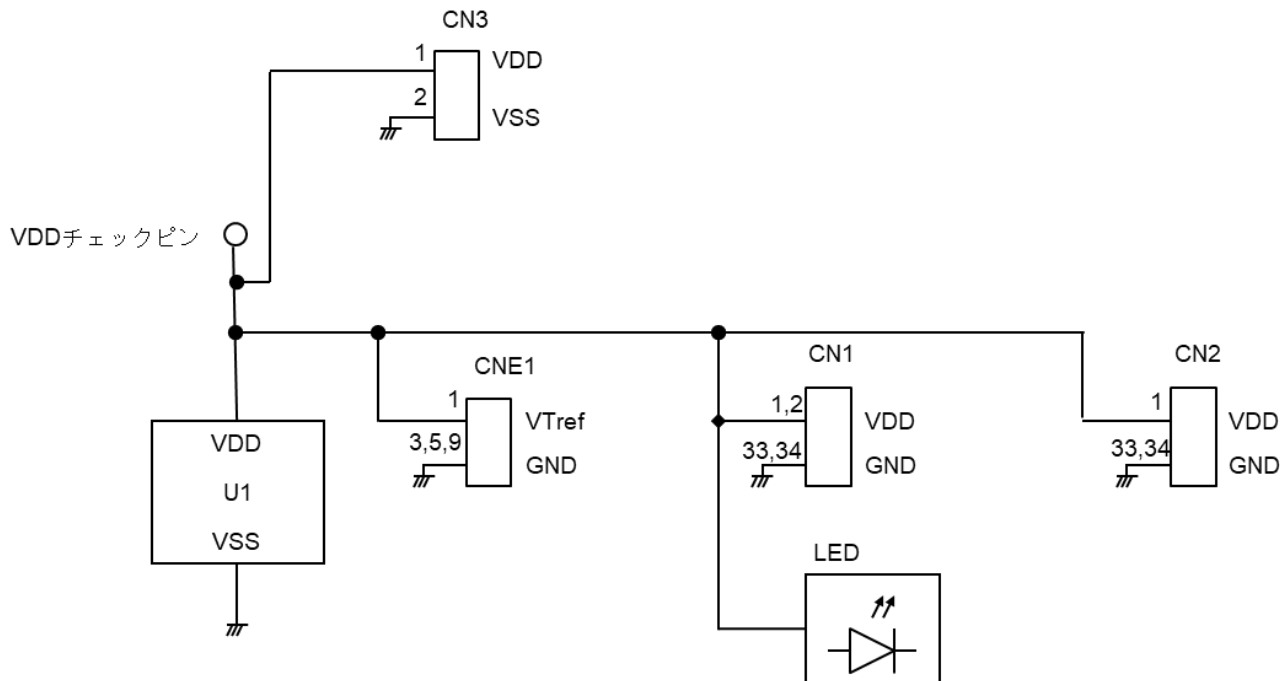 CN3
1
VDD
2
VSS
VDDチェックピン
CNE1
1
VTref
3,5,9
GND
CN1
1,2
VDD
33,34
GND
CN2
1
VDD
33,34
GND
VDD
U1
VSS
LED